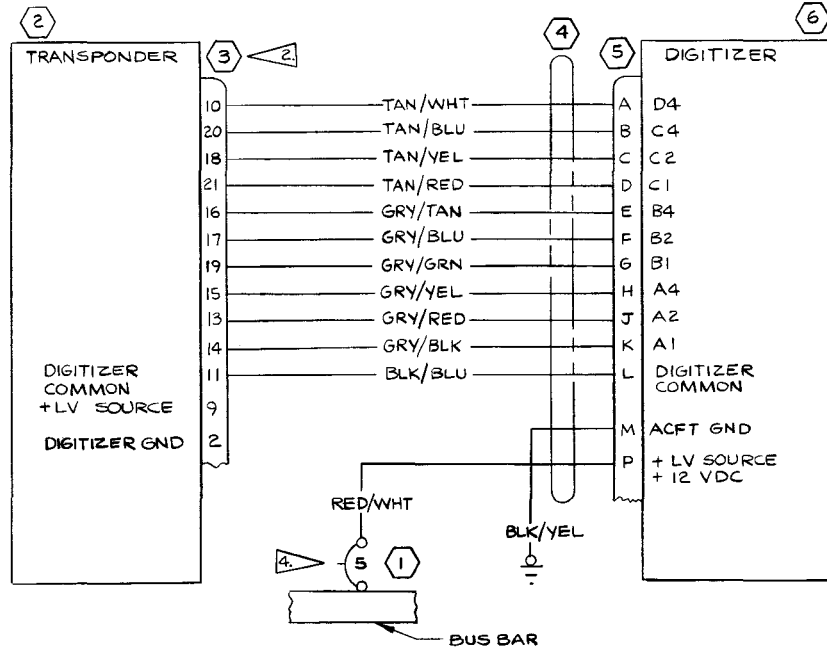 2
6
TRANSPONDER
3
2.
4
5
DIGITIZER
10 TAN/WHT A D4
20 TAN/BLU B C4
18 TAN/YEL C C2
21 TAN/RED D C1
16 GRY/TAN E B4
17 GRY/BLU F B2
19 GRY/GRN G B1
15 GRY/YEL H A4
13 GRY/RED J A2
14 GRY/BLK K A1
DIGITIZER
COMMON
11 BLK/BLU L DIGITIZER
COMMON
+LV SOURCE 9
DIGITIZER GND 2
M ACFT GND
P + LV SOURCE
+ 12 VDC
RED/WHT
BLK/YEL
4.
5
1
BUS BAR